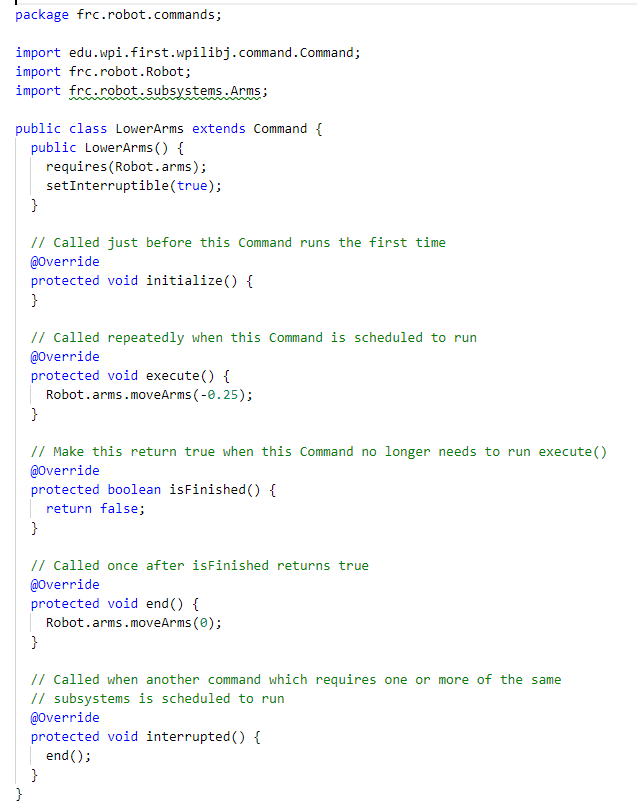 package frc.robot.commands;

import edu.wpi.first.wpilibj.command.Command;
import frc.robot.Robot;
import frc.robot.subsystems.Arms;

public class LowerArms extends Command {
  public LowerArms() {
    requires(Robot.arms);
    setInterruptible(true);
  }

  // Called just before this Command runs the first time
  @Override
  protected void initialize() {
  }

  // Called repeatedly when this Command is scheduled to run
  @Override
  protected void execute() {
    Robot.arms.moveArms(-0.25);
  }

  // Make this return true when this Command no longer needs to run execute()
  @Override
  protected boolean isFinished() {
    return false;
  }

  // Called once after isFinished returns true
  @Override
  protected void end() {
    Robot.arms.moveArms(0);
  }

  // Called when another command which requires one or more of the same
  // subsystems is scheduled to run
  @Override
  protected void interrupted() {
    end();
  }
}